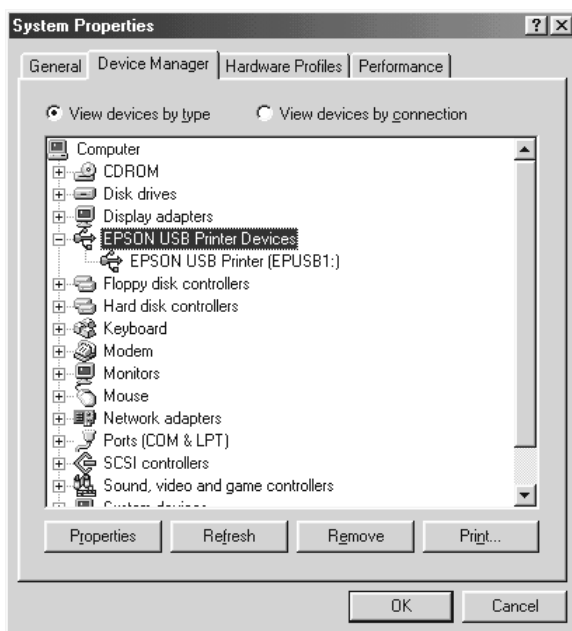 System Properties
General Device Manager Hardware Profiles Performance
View devices by type View devices by connection
Computer
CDROM
Disk drives
Display adapters
EPSON USB Printer Devices
EPSON USB Printer (EPUSB1:)
Floppy disk controllers
Hard disk controllers
Keyboard
Modem
Monitors
Mouse
Network adapters
Ports (COM & LPT)
SCSI controllers
Sound, video and game controllers
Properties Refresh Remove Print...
OK Cancel